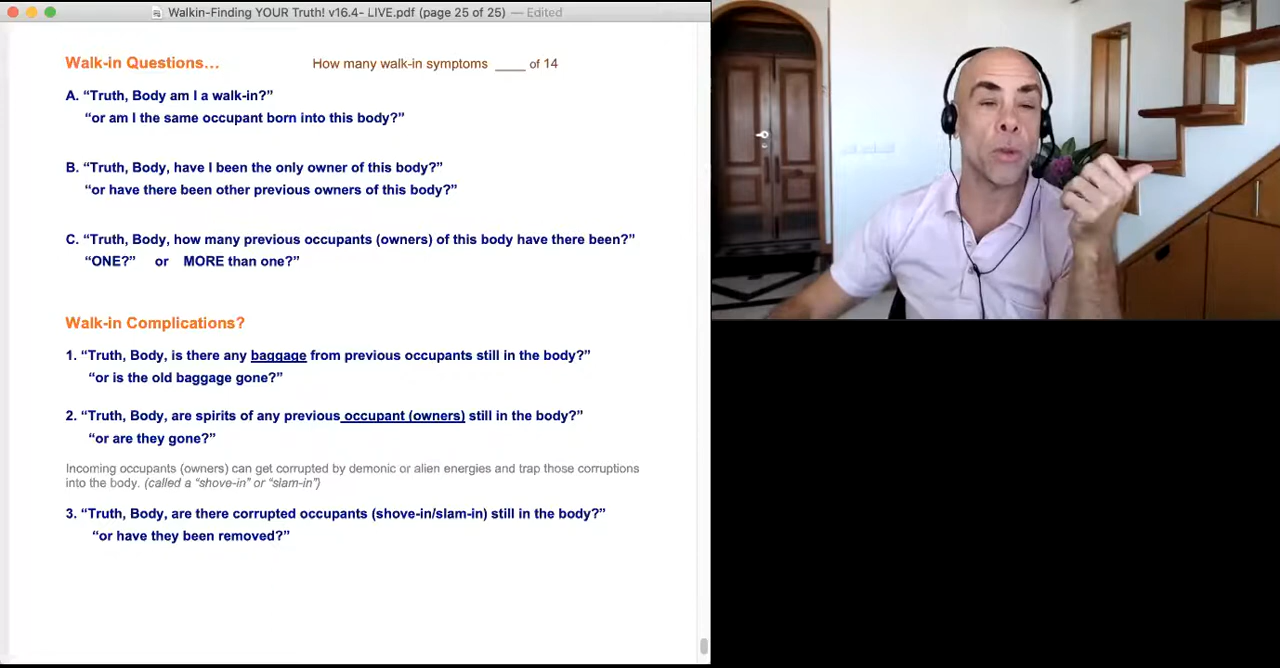 Walkin-Finding YOUR Truth! v16.4- LIVE.pdf (page 25 of 25) — Edited
Walk-in Questions… How many walk-in symptoms ____ of 14
A. “Truth, Body am I a walk-in?”
“or am I the same occupant born into this body?”
B. “Truth, Body, have I been the only owner of this body?”
“or have there been other previous owners of this body?”
C. “Truth, Body, how many previous occupants (owners) of this body have there been?”
“ONE?” or MORE than one?”
Walk-in Complications?
1. “Truth, Body, is there any baggage from previous occupants still in the body?”
“or is the old baggage gone?”
2. “Truth, Body, are spirits of any previous occupant (owners) still in the body?”
“or are they gone?”
Incoming occupants (owners) can get corrupted by demonic or alien energies and trap those corruptions
into the body. (called a “shove-in” or “slam-in”)
3. “Truth, Body, are there corrupted occupants (shove-in/slam-in) still in the body?”
“or have they been removed?”